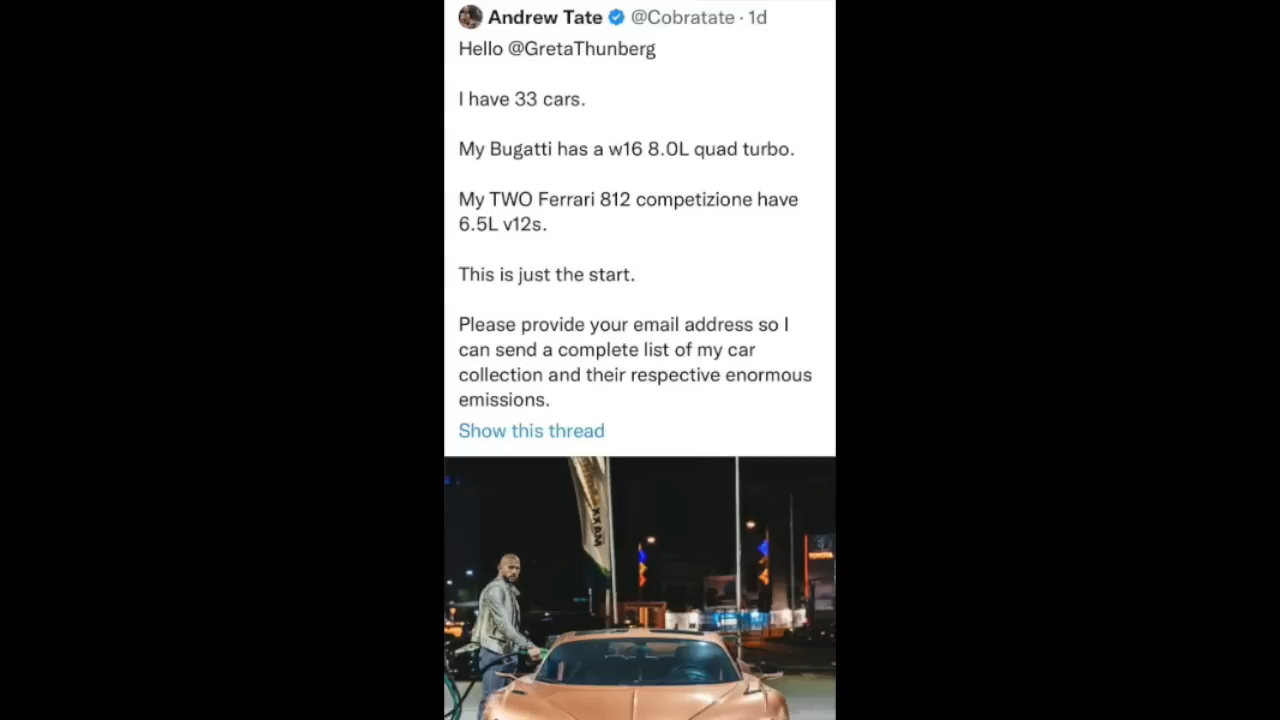 Andrew Tate @Cobratate · 1d
Hello @GretaThunberg
I have 33 cars.
My Bugatti has a w16 8.0L quad turbo.
My TWO Ferrari 812 competizione have
6.5L v12s.
This is just the start.
Please provide your email address so I
can send a complete list of my car
collection and their respective enormous
emissions.
Show this thread
TOYOTA